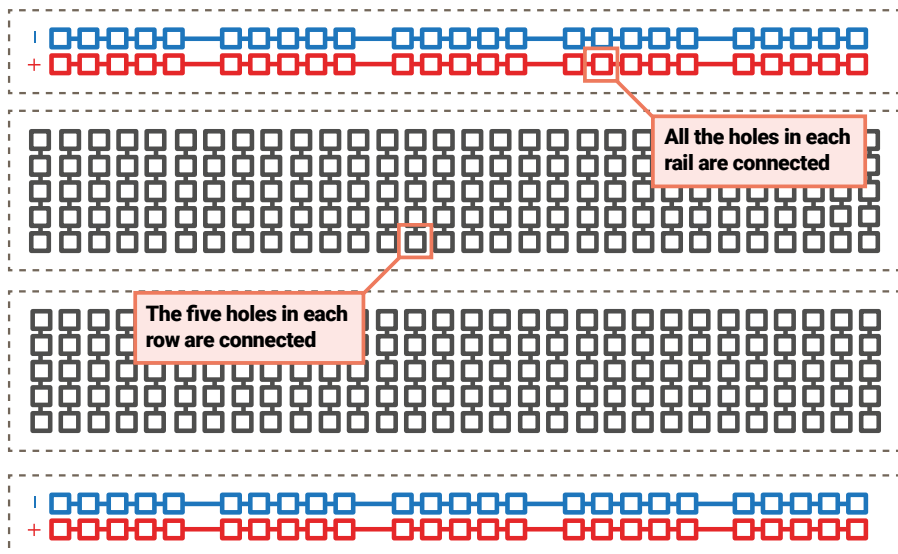 −
+
All the holes in each
rail are connected
The five holes in each
row are connected
−
+